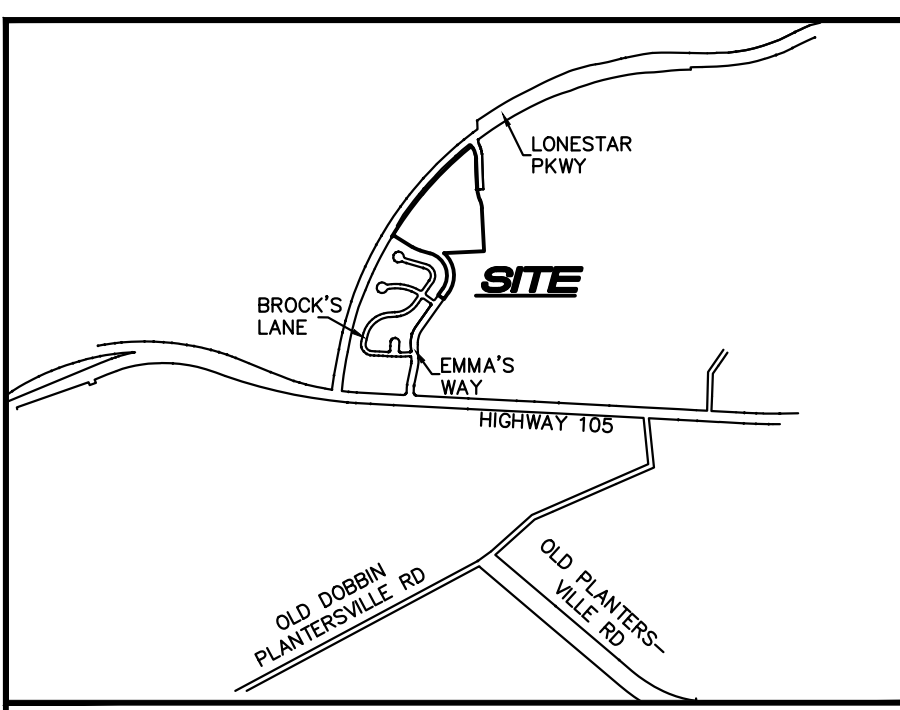 LONESTAR
PKWY
SITE
BROCK'S
LANE
EMMA'S
WAY
HIGHWAY 105
OLD DOBBIN
PLANTERSVILLE RD
OLD PLANTERS-
VILLE RD